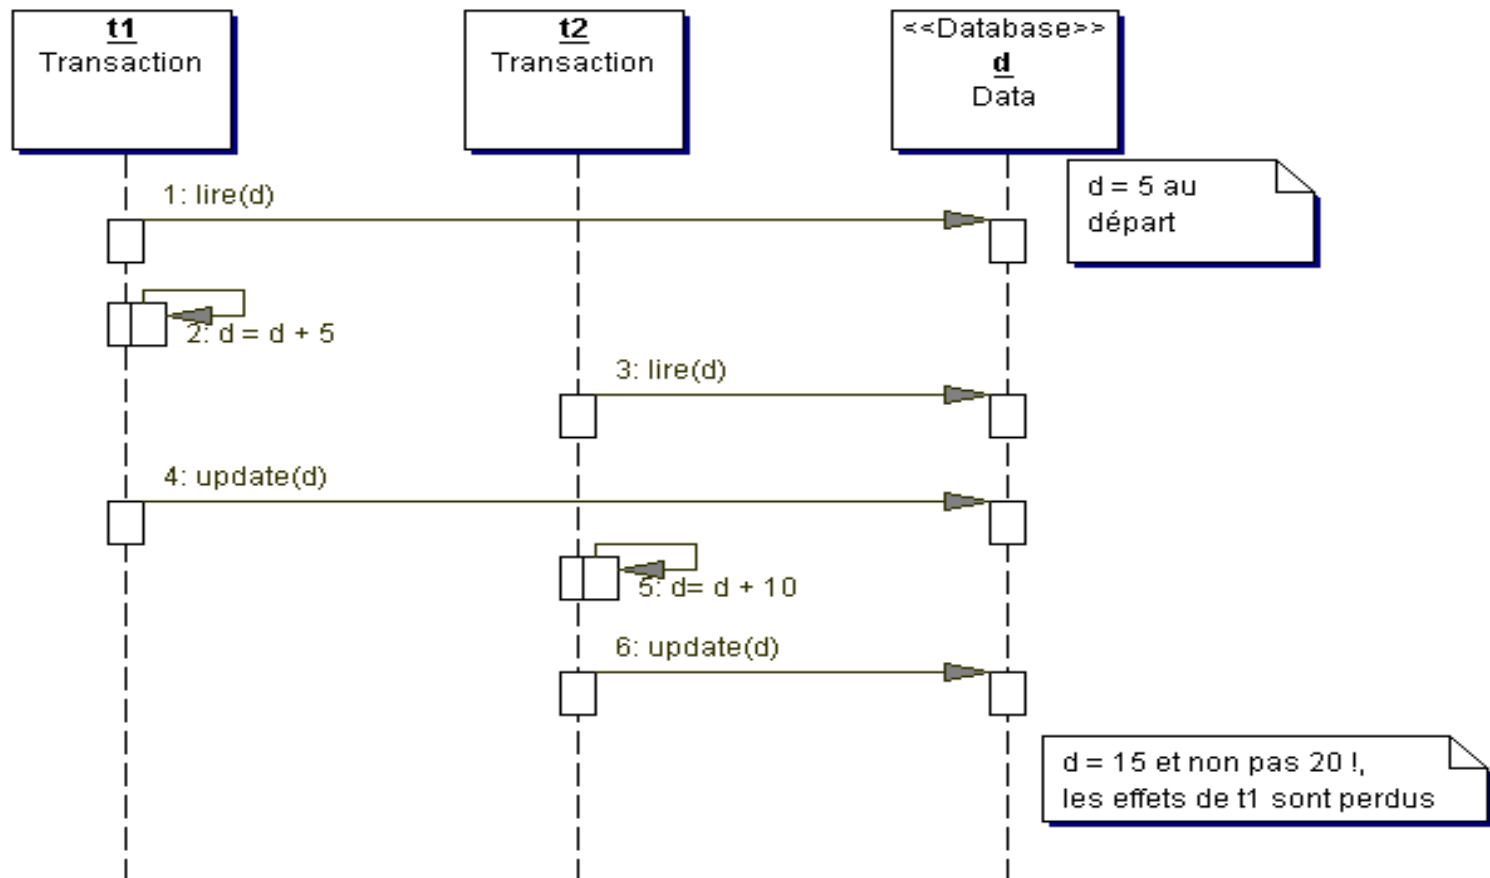 t1
Transaction
t2
Transaction
<<Database>>
d
Data
d = 5 au
départ
1: lire(d)
2: d = d + 5
3: lire(d)
4: update(d)
5: d= d + 10
6: update(d)
d = 15 et non pas 20 !,
les effets de t1 sont perdus